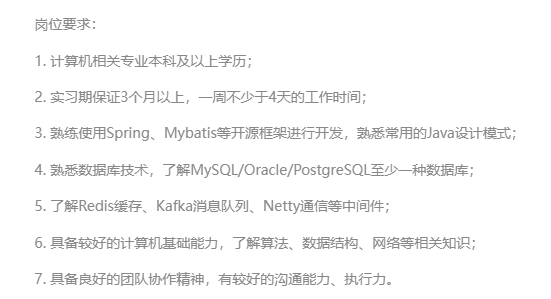 岗位要求：
1. 计算机相关专业本科及以上学历；
2. 实习期保证3个月以上，一周不少于4天的工作时间；
3. 熟练使用Spring、Mybatis等开源框架进行开发，熟悉常用的Java设计模式；
4. 熟悉数据库技术，了解MySQL/Oracle/PostgreSQL至少一种数据库；
5. 了解Redis缓存、Kafka消息队列、Netty通信等中间件；
6. 具备较好的计算机基础能力，了解算法、数据结构、网络等相关知识；
7. 具备良好的团队协作精神，有较好的沟通能力、执行力。